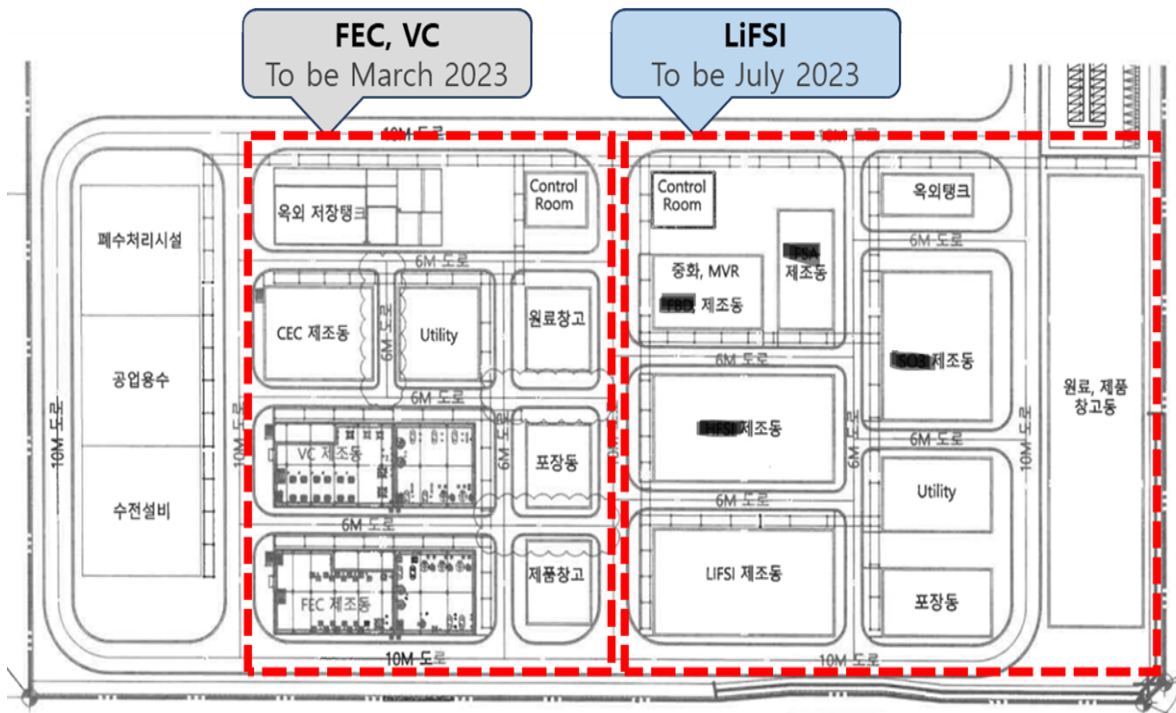 FEC, VC
To be March 2023
LiFSI
To be July 2023
10M 도로
10M 도로
폐수처리시설
공업용수
수전설비
10M 도로
10M 도로
옥외 저장탱크
Control
Room
6M 도로
CEC 제조동
6M 도로
Utility
원료창고
6M 도로
VC 제조동
6M 도로
포장동
6M 도로
FEC 제조동
제품창고
10M 도로
Control
Room
중화, MVR
FBD, 제조동
제조동
옥외탱크
6M 도로
6M 도로
SO3 제조동
HFSI 제조동
6M 도로
6M 도로
6M 도로
10M 도로
Utility
LIFSI 제조동
포장동
10M 도로
원료, 제품
창고동